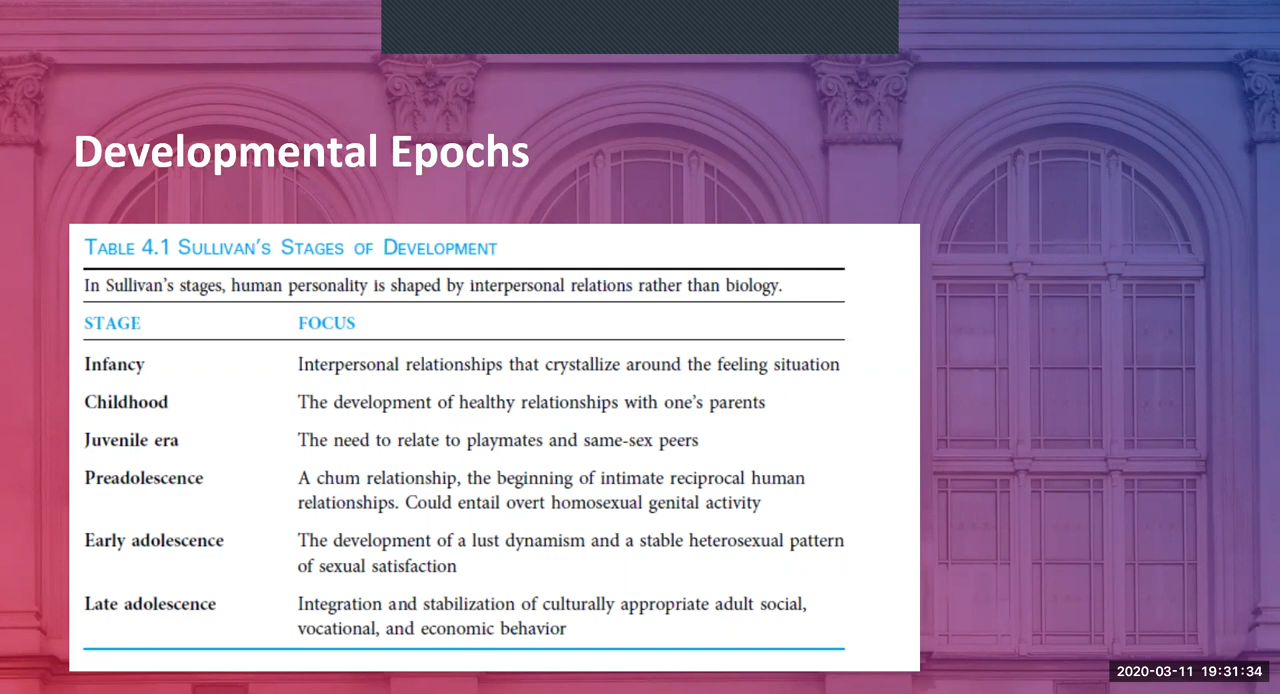 Developmental Epochs
TABLE 4.1 SULLIVAN'S STAGES OF DEVELOPMENT
In Sullivan's stages, human personality is shaped by interpersonal relations rather than biology.
STAGE FOCUS
Infancy Interpersonal relationships that crystallize around the feeling situation
Childhood The development of healthy relationships with one's parents
Juvenile era The need to relate to playmates and same-sex peers
Preadolescence A chum relationship, the beginning of intimate reciprocal human
relationships. Could entail overt homosexual genital activity
Early adolescence The development of a lust dynamism and a stable heterosexual pattern
of sexual satisfaction
Late adolescence Integration and stabilization of culturally appropriate adult social,
vocational, and economic behavior
2020-03-11 19:31:34